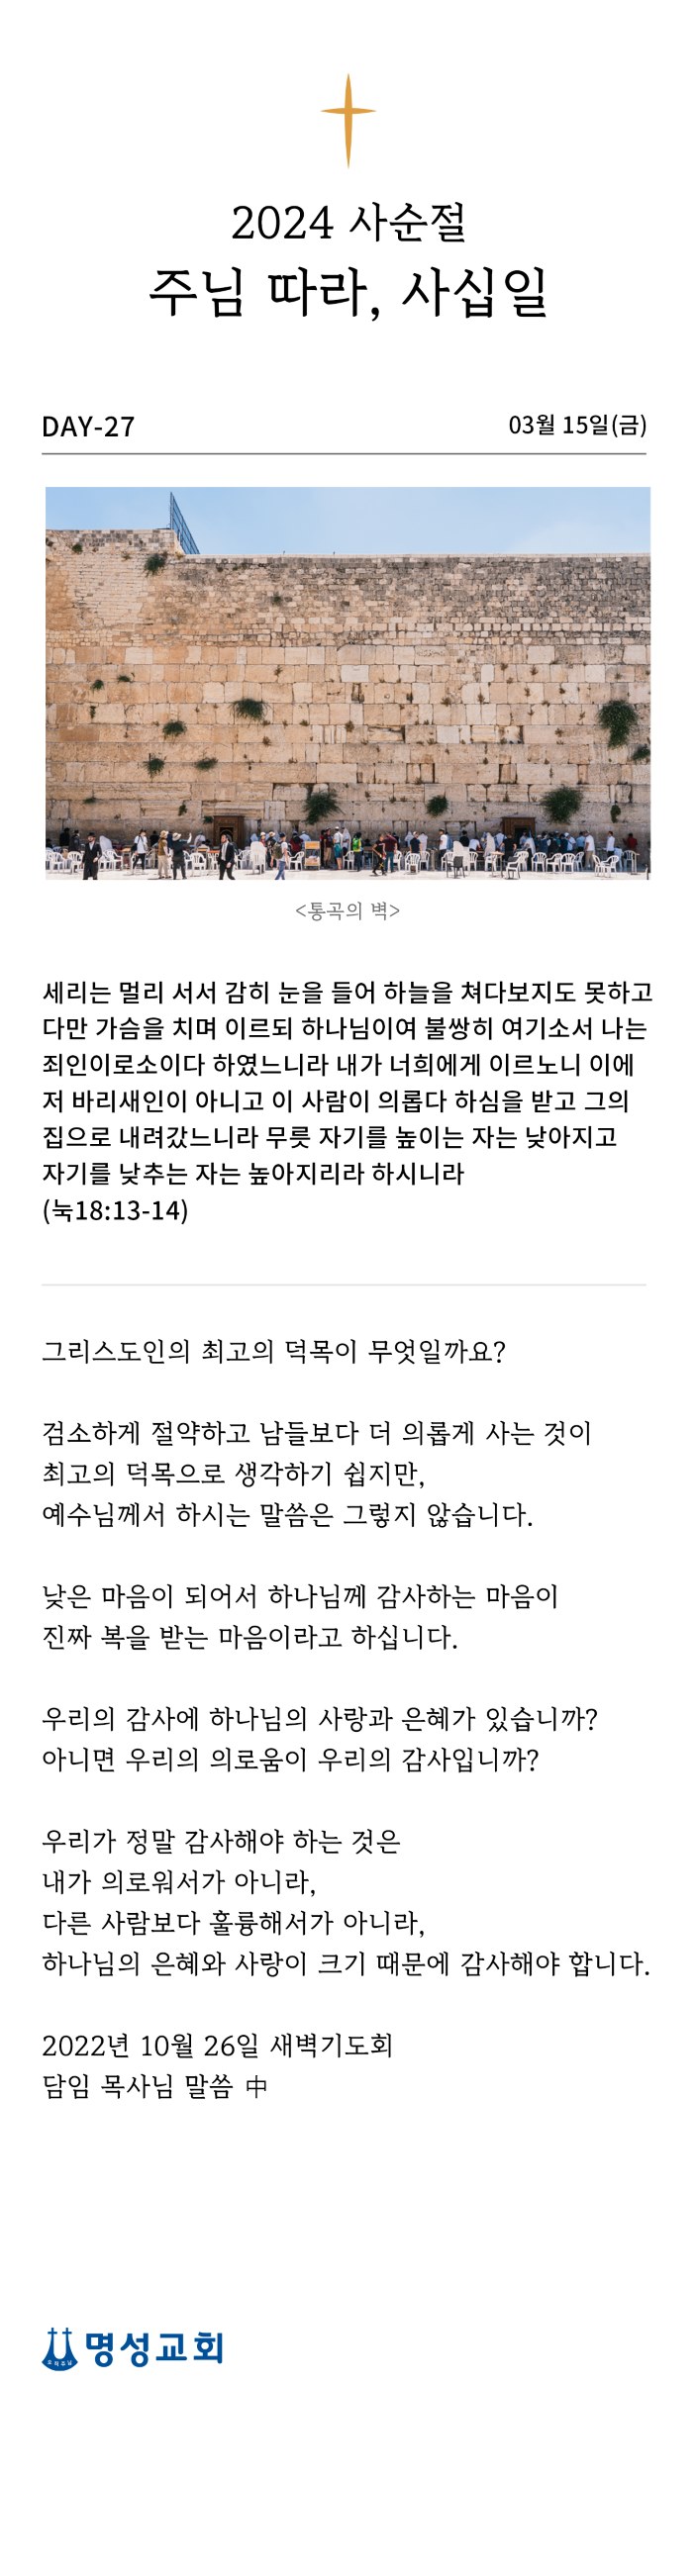 2024 사순절
주님 따라, 사십일
DAY-27
03월 15일(금)
<통곡의 벽>
세리는 멀리 서서 감히 눈을 들어 하늘을 쳐다보지도 못하고
다만 가슴을 치며 이르되 하나님이여 불쌍히 여기소서 나는
죄인이로소이다 하였느니라 내가 너희에게 이르노니 이에
저 바리새인이 아니고 이 사람이 의롭다 하심을 받고 그의
집으로 내려갔느니라 무릇 자기를 높이는 자는 낮아지고
자기를 낮추는 자는 높아지리라 하시니라
(눅18:13-14)
그리스도인의 최고의 덕목이 무엇일까요?
검소하게 절약하고 남들보다 더 의롭게 사는 것이
최고의 덕목으로 생각하기 쉽지만,
예수님께서 하시는 말씀은 그렇지 않습니다.
낮은 마음이 되어서 하나님께 감사하는 마음이
진짜 복을 받는 마음이라고 하십니다.
우리의 감사에 하나님의 사랑과 은혜가 있습니까?
아니면 우리의 의로움이 우리의 감사입니까?
우리가 정말 감사해야 하는 것은
내가 의로워서가 아니라,
다른 사람보다 훌륭해서가 아니라,
하나님의 은혜와 사랑이 크기 때문에 감사해야 합니다.
2022년 10월 26일 새벽기도회
담임 목사님 말씀 中
오직주님
명성교회